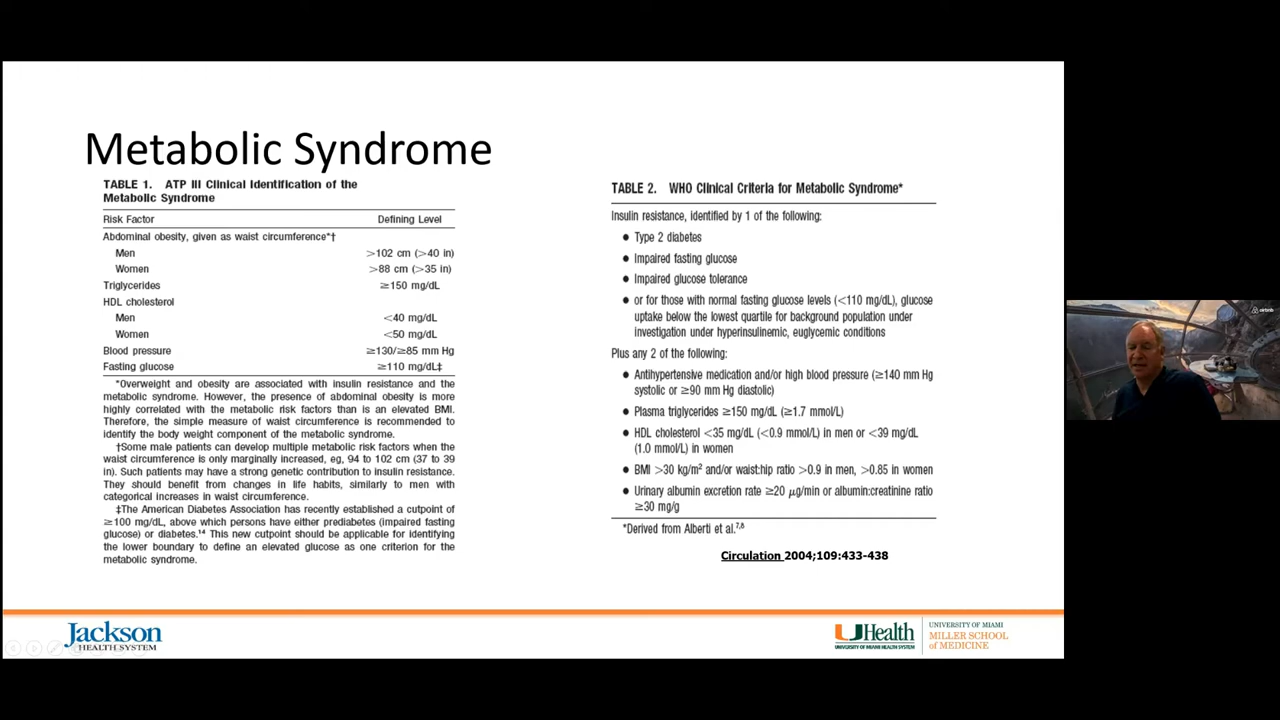 Metabolic Syndrome
TABLE 1. ATP III Clinical Identification of the
Metabolic Syndrome
Risk Factor Defining Level
Abdominal obesity, given as waist circumference*†
Men >102 cm (>40 in)
Women >88 cm (>35 in)
Triglycerides ≥150 mg/dL
HDL cholesterol
Men <40 mg/dL
Women <50 mg/dL
Blood pressure ≥130/≥85 mm Hg
Fasting glucose ≥110 mg/dL‡
*Overweight and obesity are associated with insulin resistance and the
metabolic syndrome. However, the presence of abdominal obesity is more
highly correlated with the metabolic risk factors than is an elevated BMI.
Therefore, the simple measure of waist circumference is recommended to
identify the body weight component of the metabolic syndrome.
†Some male patients can develop multiple metabolic risk factors when the
waist circumference is only marginally increased, eg, 94 to 102 cm (37 to 39
in). Such patients may have a strong genetic contribution to insulin resistance.
They should benefit from changes in life habits, similarly to men with
categorical increases in waist circumference.
‡The American Diabetes Association has recently established a cutpoint of
≥100 mg/dL, above which persons have either prediabetes (impaired fasting
glucose) or diabetes.¹⁴ This new cutpoint should be applicable for identifying
the lower boundary to define an elevated glucose as one criterion for the
metabolic syndrome.
TABLE 2. WHO Clinical Criteria for Metabolic Syndrome*
Insulin resistance, identified by 1 of the following:
● Type 2 diabetes
● Impaired fasting glucose
● Impaired glucose tolerance
● or for those with normal fasting glucose levels (<110 mg/dL), glucose
uptake below the lowest quartile for background population under
investigation under hyperinsulinemic, euglycemic conditions
Plus any 2 of the following:
● Antihypertensive medication and/or high blood pressure (≥140 mm Hg
systolic or ≥90 mm Hg diastolic)
● Plasma triglycerides ≥150 mg/dL (≥1.7 mmol/L)
● HDL cholesterol <35 mg/dL (<0.9 mmol/L) in men or <39 mg/dL
(1.0 mmol/L) in women
● BMI >30 kg/m² and/or waist:hip ratio >0.9 in men, >0.85 in women
● Urinary albumin excretion rate ≥20 μg/min or albumin:creatinine ratio
≥30 mg/g
*Derived from Alberti et al.⁷,⁸
Circulation 2004;109:433-438
airbnb
Jackson
HEALTH SYSTEM
UHealth
UNIVERSITY OF MIAMI HEALTH SYSTEM
UNIVERSITY OF MIAMI
MILLER SCHOOL
of MEDICINE